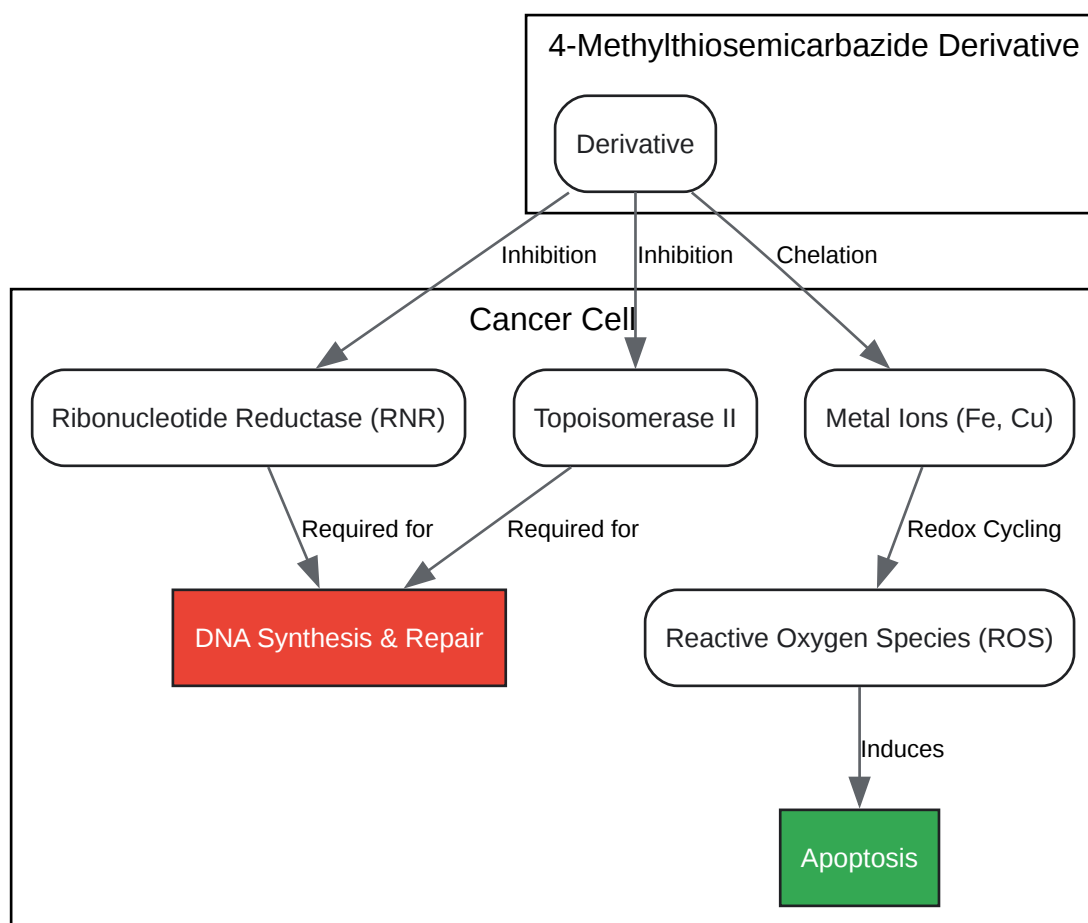 4-Methylthiosemicarbazide Derivative
Derivative
Inhibition
Inhibition
Chelation
Cancer Cell
Ribonucleotide Reductase (RNR)
Topoisomerase II
Metal Ions (Fe, Cu)
Required for
Required for
Redox Cycling
DNA Synthesis & Repair
Reactive Oxygen Species (ROS)
Induces
Apoptosis